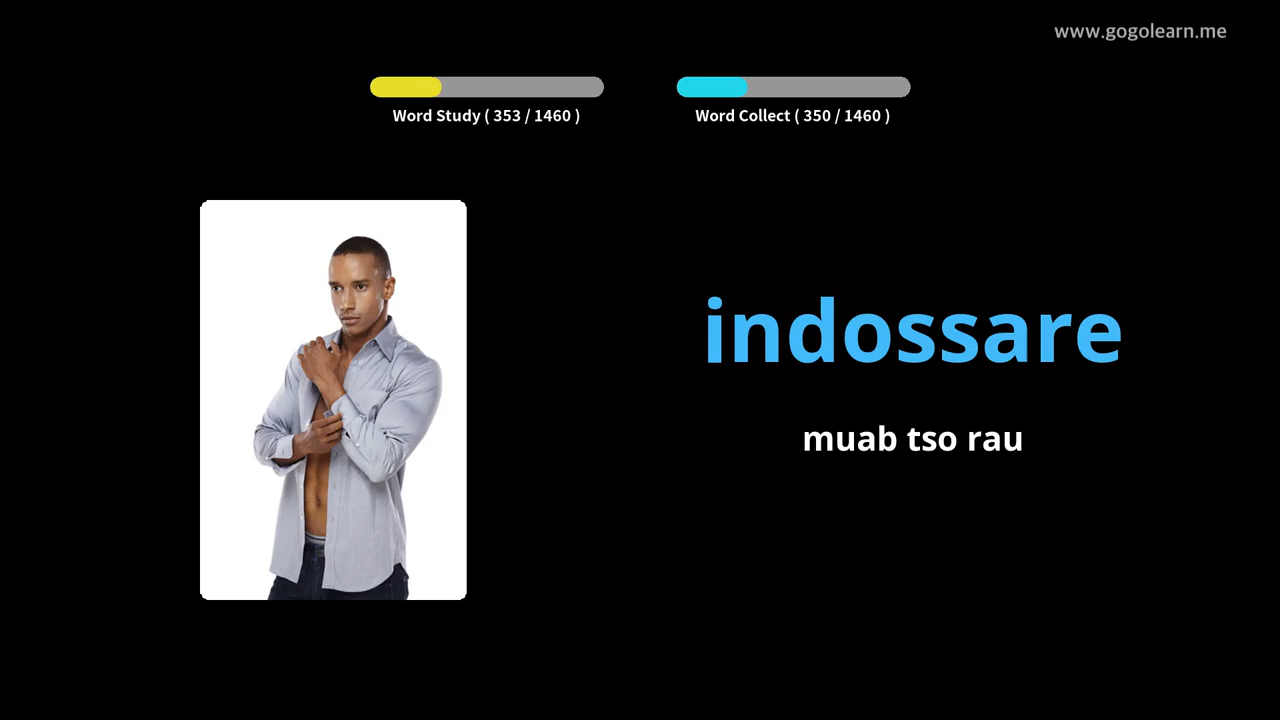 www.gogolearn.me
Word Study ( 353 / 1460 )
Word Collect ( 350 / 1460 )
indossare
muab tso rau